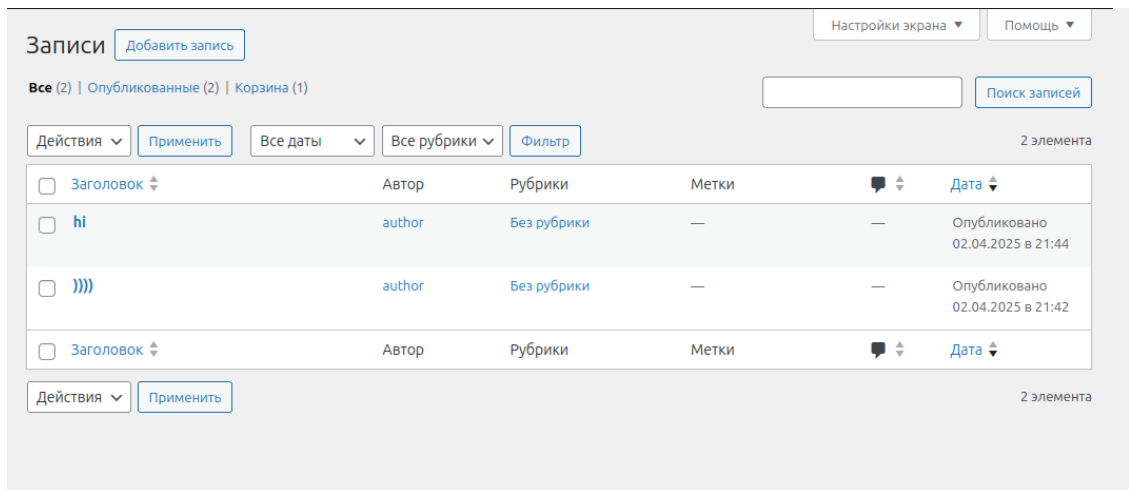 Настройки экрана ▼ Помощь ▼
Записи Добавить запись
Все (2) | Опубликованные (2) | Корзина (1)
Поиск записей
Действия Применить Все даты Все рубрики Фильтр 2 элемента
Заголовок Автор Рубрики Метки Дата
hi author Без рубрики — — Опубликовано
02.04.2025 в 21:44
)))) author Без рубрики — — Опубликовано
02.04.2025 в 21:42
Заголовок Автор Рубрики Метки Дата
Действия Применить 2 элемента